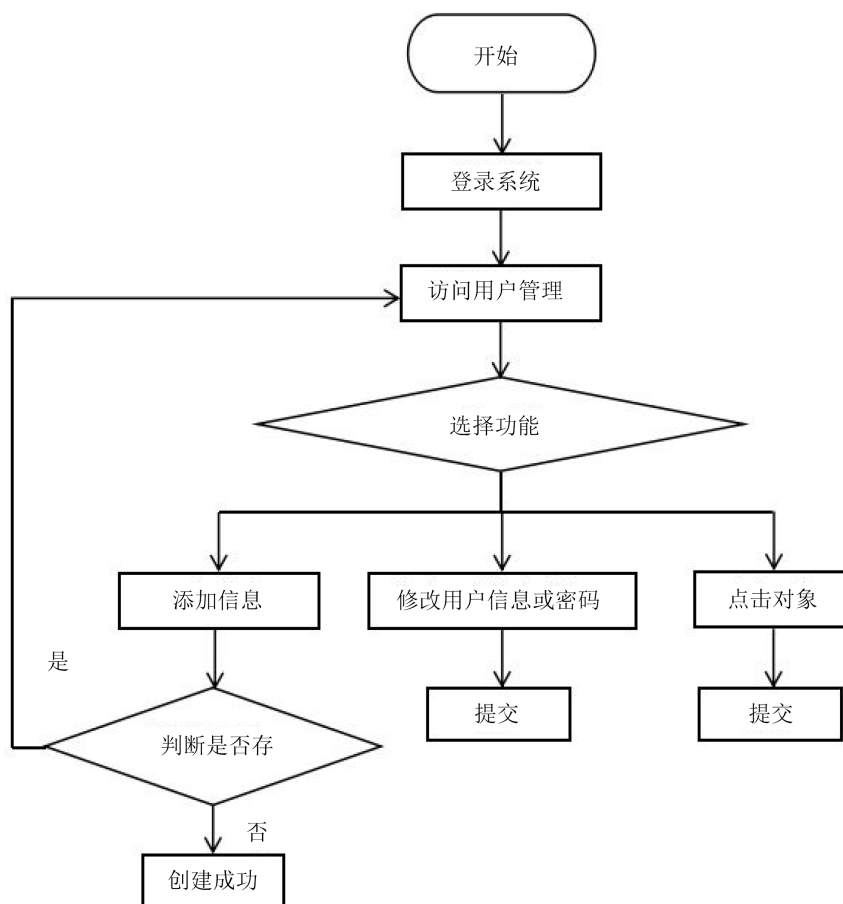 开始
登录系统
访问用户管理
选择功能
添加信息
修改用户信息或密码
点击对象
是
提交
提交
判断是否存
否
创建成功